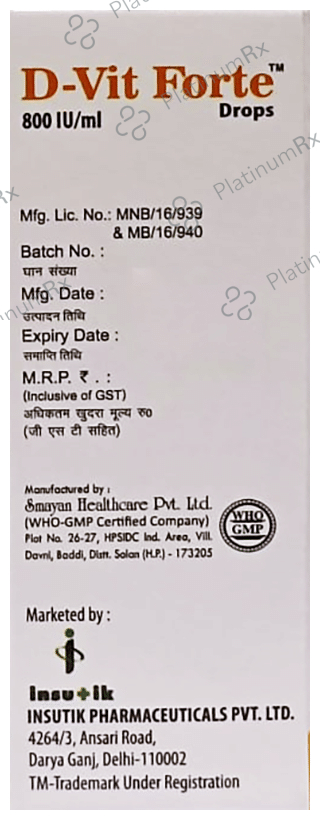 PlatinumRx
D-Vit Forte™
800 IU/ml
Drops
PlatinumRx
Mfg. Lic. No.: MNB/16/939
& MB/16/940
Batch No. :
घान संख्या
Mfg. Date :
उत्पादन तिथि
Expiry Date :
समाप्ति तिथि
M.R.P. ₹ . :
(Inclusive of GST)
अधिकतम खुदरा मूल्य रु०
(जी एस टी सहित)
Manufactured by :
Smayan Healthcare Pvt. Ltd.
(WHO-GMP Certified Company)
Plot No. 26-27, HPSIDC Ind. Area, Vill.
Davni, Baddi, Distt. Solan (H.P.) - 173205
WHO
GMP
Marketed by :
Insutik
INSUTIK PHARMACEUTICALS PVT. LTD.
4264/3, Ansari Road,
Darya Ganj, Delhi-110002
TM-Trademark Under Registration